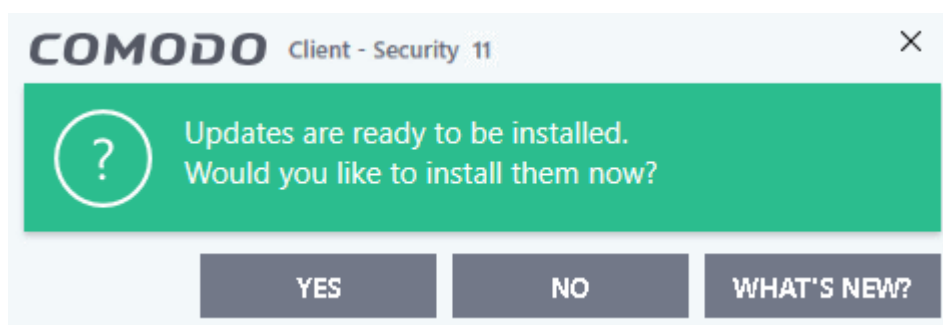 COMODO Client - Security 11
Updates are ready to be installed.
Would you like to install them now?
YES NO WHAT'S NEW?